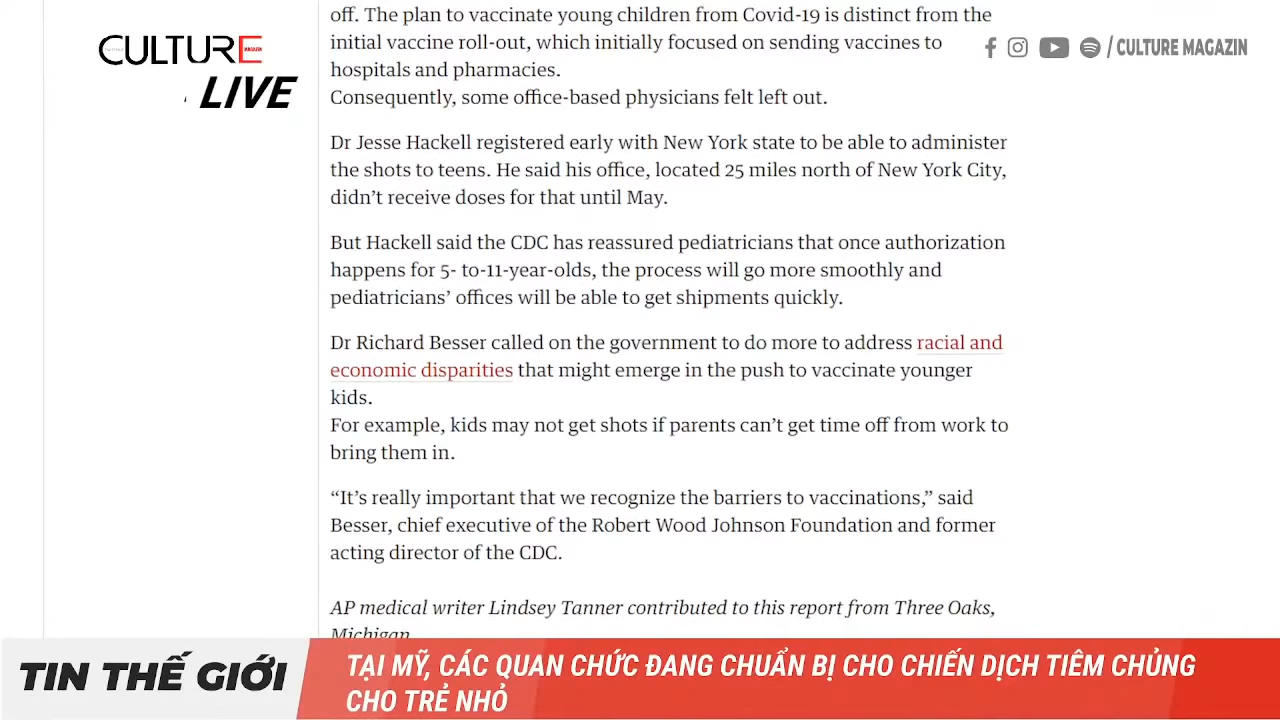 CULTURE
MAGAZIN
LIVE
/ CULTURE MAGAZIN
off. The plan to vaccinate young children from Covid-19 is distinct from the
initial vaccine roll-out, which initially focused on sending vaccines to
hospitals and pharmacies.
Consequently, some office-based physicians felt left out.
Dr Jesse Hackell registered early with New York state to be able to administer
the shots to teens. He said his office, located 25 miles north of New York City,
didn’t receive doses for that until May.
But Hackell said the CDC has reassured pediatricians that once authorization
happens for 5- to-11-year-olds, the process will go more smoothly and
pediatricians’ offices will be able to get shipments quickly.
Dr Richard Besser called on the government to do more to address racial and
economic disparities that might emerge in the push to vaccinate younger
kids.
For example, kids may not get shots if parents can’t get time off from work to
bring them in.
“It’s really important that we recognize the barriers to vaccinations,” said
Besser, chief executive of the Robert Wood Johnson Foundation and former
acting director of the CDC.
AP medical writer Lindsey Tanner contributed to this report from Three Oaks,
Michigan
TIN THẾ GIỚI
TẠI MỸ, CÁC QUAN CHỨC ĐANG CHUẨN BỊ CHO CHIẾN DỊCH TIÊM CHỦNG
CHO TRẺ NHỎ